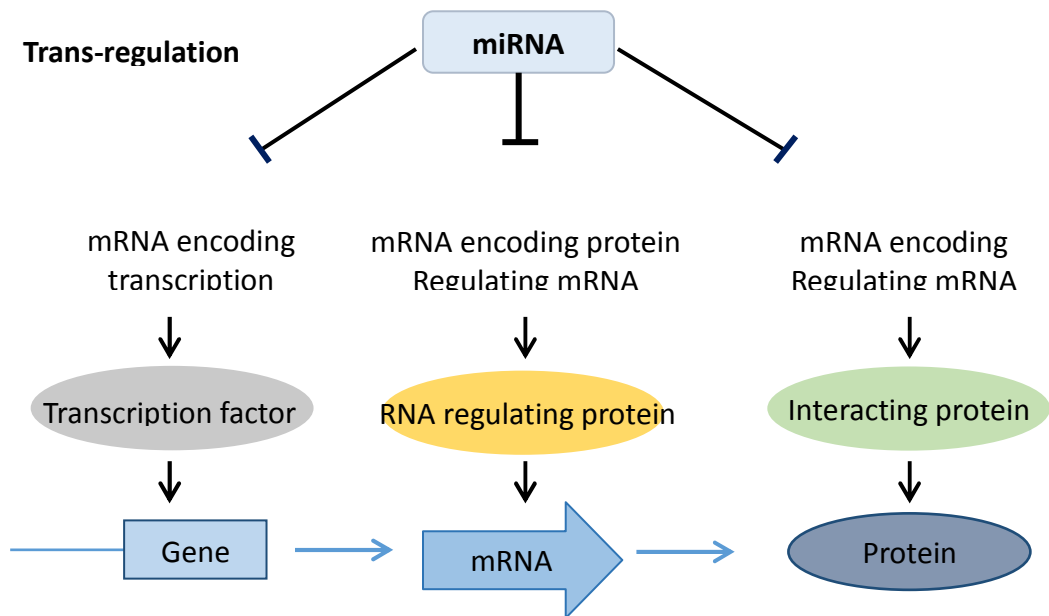 miRNA
Trans-regulation
mRNA encoding
transcription
mRNA encoding protein
Regulating mRNA
mRNA encoding
Regulating mRNA
Transcription factor
RNA regulating protein
Interacting protein
Gene
mRNA
Protein